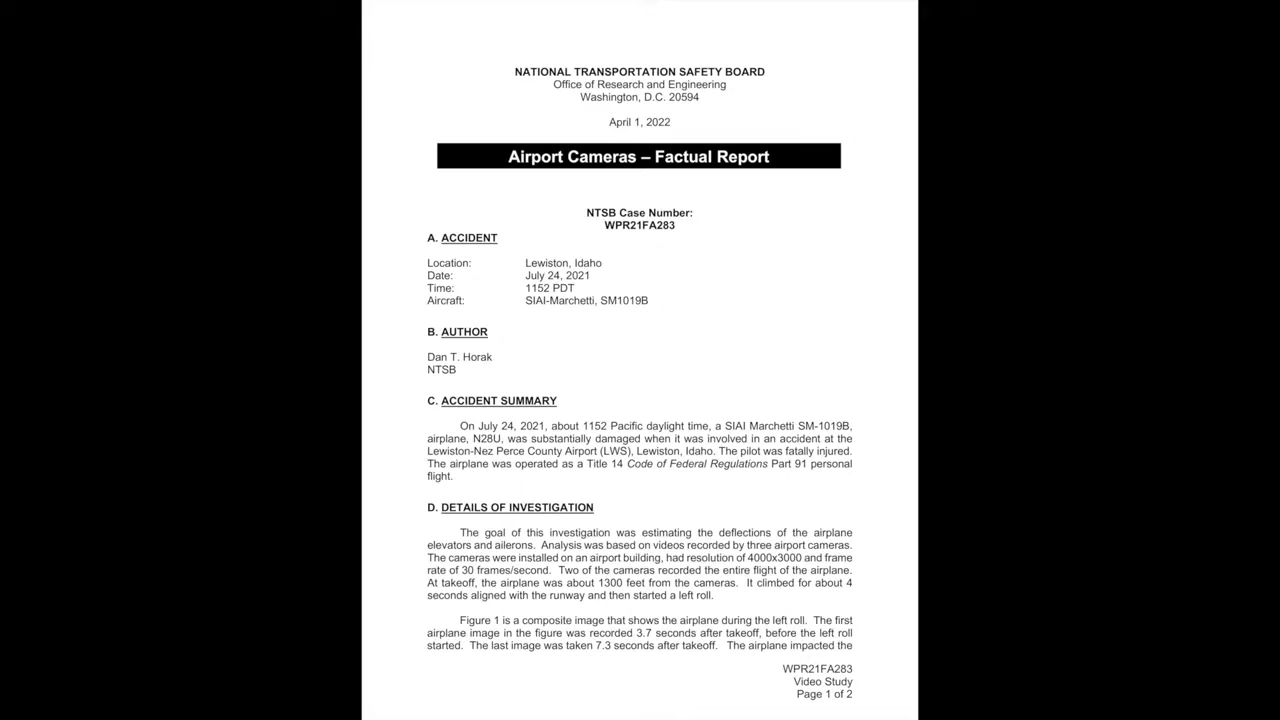 NATIONAL TRANSPORTATION SAFETY BOARD
Office of Research and Engineering
Washington, D.C. 20594
April 1, 2022
Airport Cameras – Factual Report
NTSB Case Number:
WPR21FA283
A. ACCIDENT
Location: Lewiston, Idaho
Date: July 24, 2021
Time: 1152 PDT
Aircraft: SIAI-Marchetti, SM1019B
B. AUTHOR
Dan T. Horak
NTSB
C. ACCIDENT SUMMARY
On July 24, 2021, about 1152 Pacific daylight time, a SIAI Marchetti SM-1019B,
airplane, N28U, was substantially damaged when it was involved in an accident at the
Lewiston-Nez Perce County Airport (LWS), Lewiston, Idaho. The pilot was fatally injured.
The airplane was operated as a Title 14 Code of Federal Regulations Part 91 personal
flight.
D. DETAILS OF INVESTIGATION
The goal of this investigation was estimating the deflections of the airplane
elevators and ailerons. Analysis was based on videos recorded by three airport cameras.
The cameras were installed on an airport building, had resolution of 4000x3000 and frame
rate of 30 frames/second. Two of the cameras recorded the entire flight of the airplane.
At takeoff, the airplane was about 1300 feet from the cameras. It climbed for about 4
seconds aligned with the runway and then started a left roll.
Figure 1 is a composite image that shows the airplane during the left roll. The first
airplane image in the figure was recorded 3.7 seconds after takeoff, before the left roll
started. The last image was taken 7.3 seconds after takeoff. The airplane impacted the
WPR21FA283
Video Study
Page 1 of 2